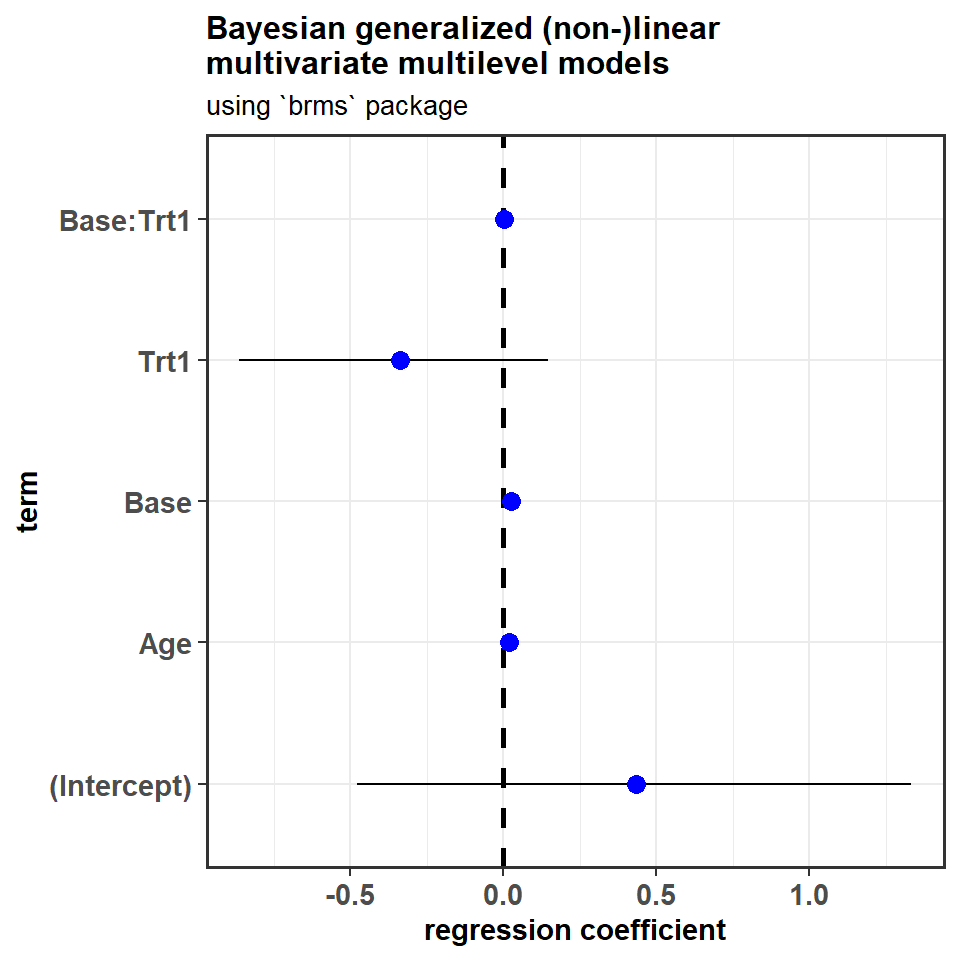 Bayesian generalized (non-)linear
multivariate multilevel models
using `brms` package
Base:Trt1
Trt1
Base
Age
(Intercept)
term
-0.5 0.0 0.5 1.0
regression coefficient